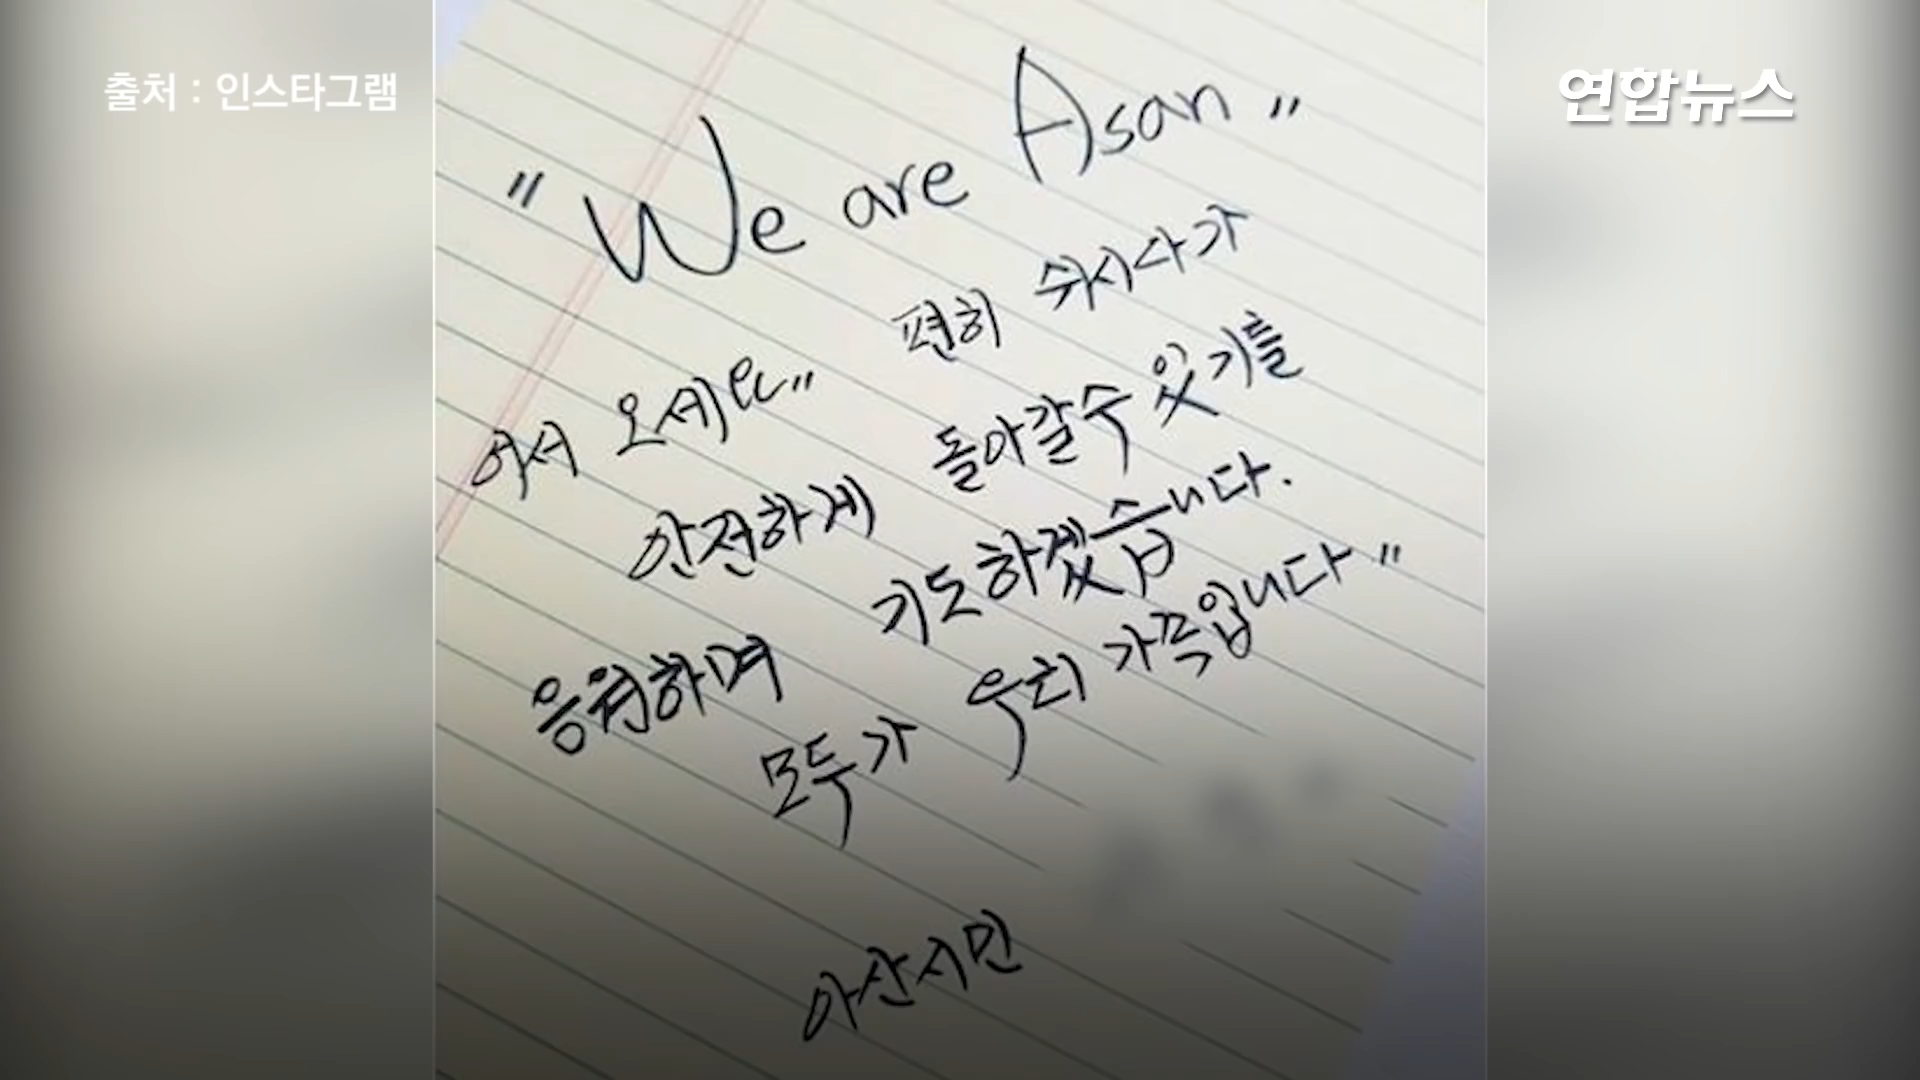 출처 : 인스타그램
연합뉴스
" We are Asan "
어서 오세요" 편히 쉬시다가
안전하게 돌아갈수 있기를
응원하며 기도하겠습니다.
모두가 우리 가족입니다"
아산시민